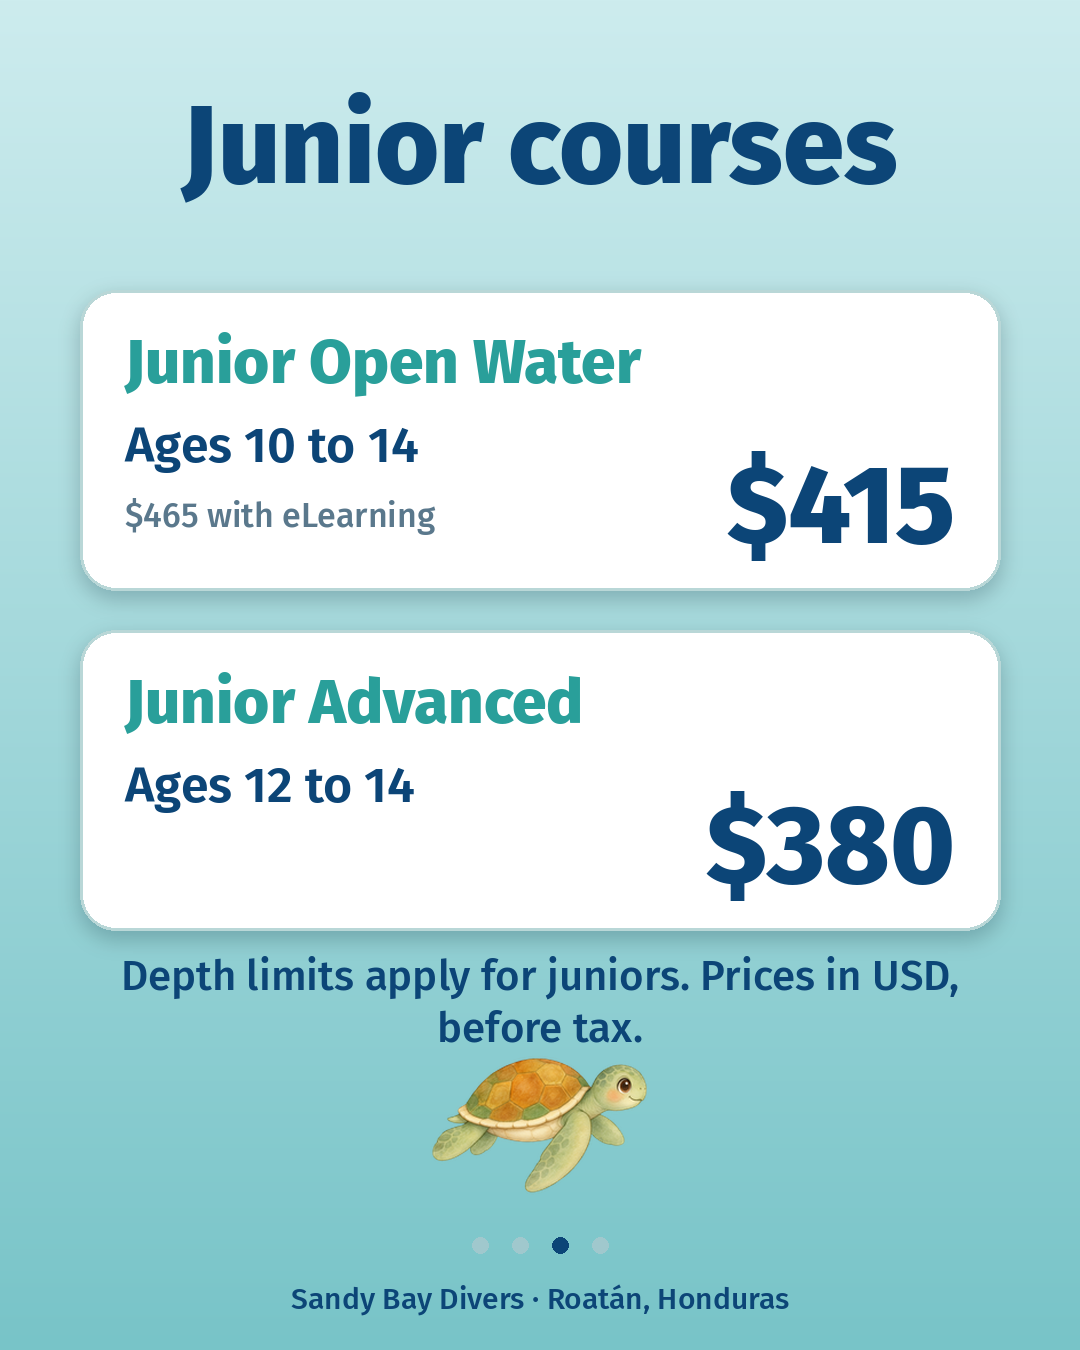 Junior courses
Junior Open Water
Ages 10 to 14
$465 with eLearning
$415
Junior Advanced
Ages 12 to 14
$380
Depth limits apply for juniors. Prices in USD,
before tax.
Sandy Bay Divers · Roatán, Honduras